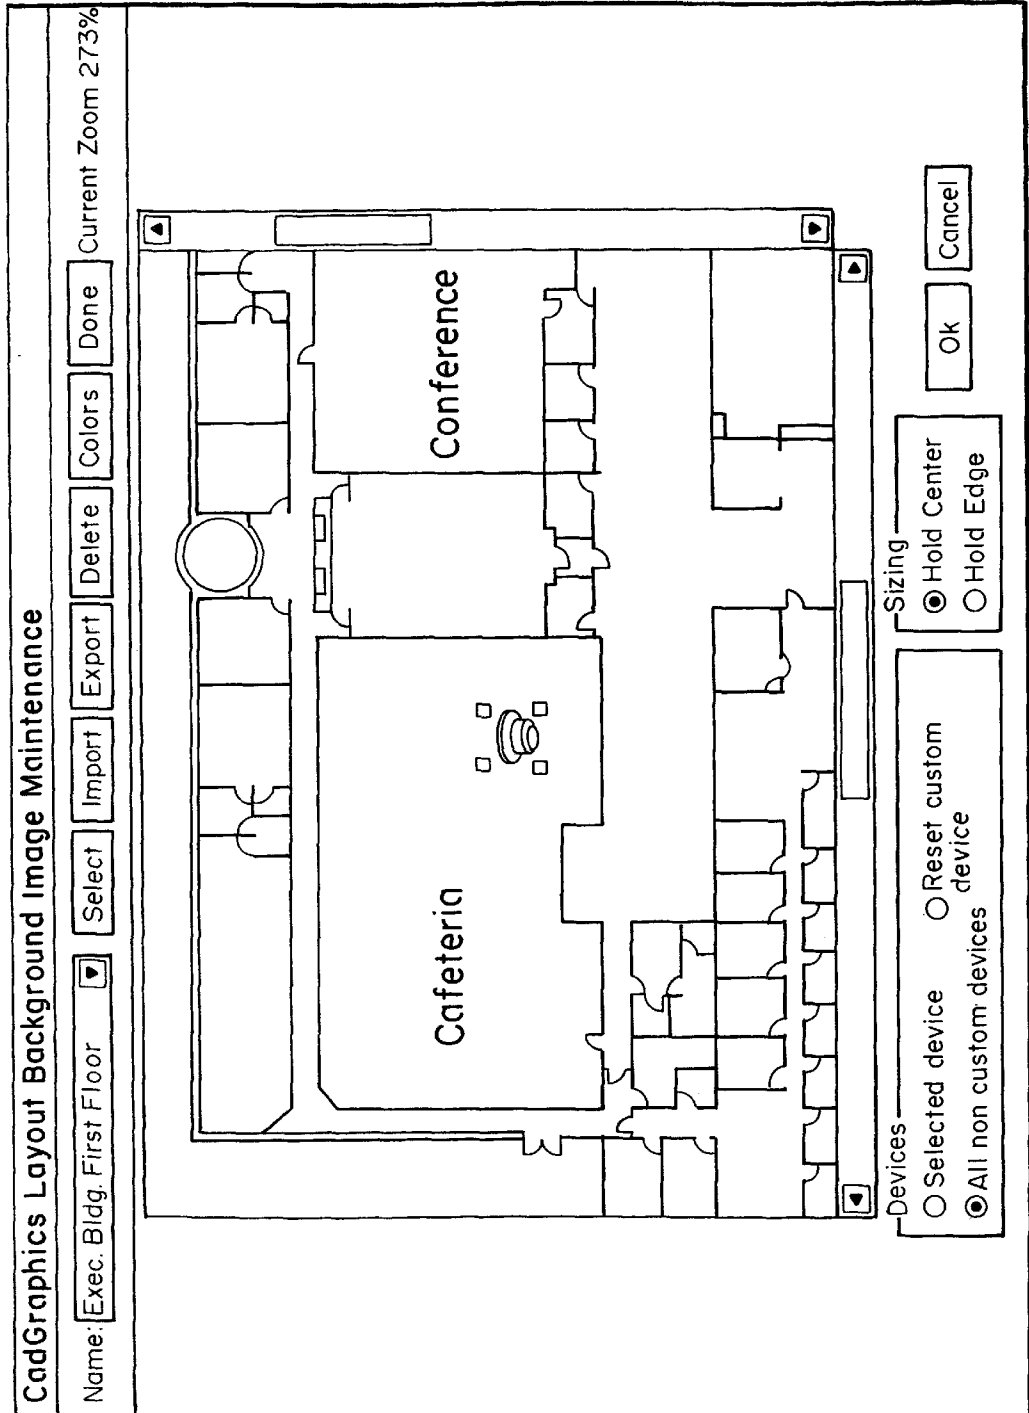 CadGraphics Layout Background Image Maintenance
Name: Exec. Bldg. First Floor Select Import Export Delete Colors Done Current Zoom 273%
Cafeteria
Conference
Devices
Selected device
Reset custom
device
All non custom devices
Sizing
Hold Center
Hold Edge
Ok
Cancel